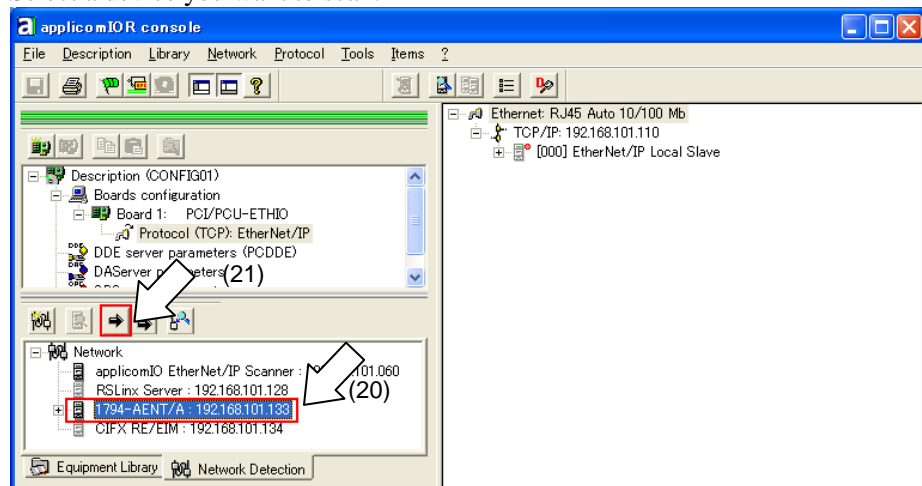 applicomIOR console
File Description Library Network Protocol Tools Items ?
Ethernet: RJ45 Auto 10/100 Mb
TCP/IP: 192.168.101.110
[000] EtherNet/IP Local Slave
Description (CONFIG01)
Boards configuration
Board 1: PCI/PCU-ETHIO
Protocol (TCP): EtherNet/IP
DDE server parameters (PCDDE)
DAServer
(21)
Network
applicomIO EtherNet/IP Scanner : 101.060
RSLinx Server : 192.168.101.128
(20)
1794-AENT/A : 192.168.101.133
CIFX RE/EIM : 192.168.101.134
Equipment Library Network Detection